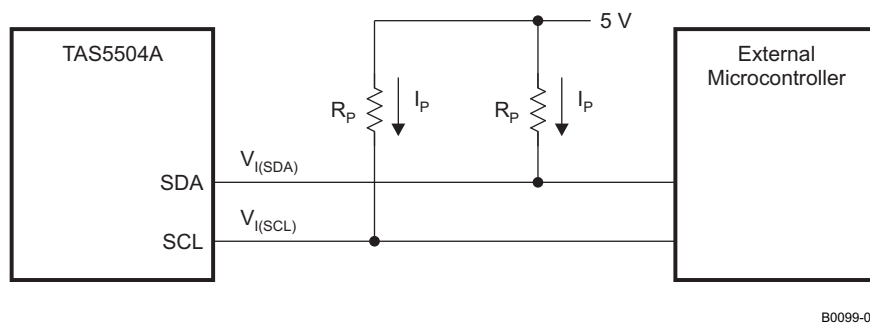 5 V
TAS5504A
External
Microcontroller
R_P
I_P
R_P
I_P
V_I(SDA)
SDA
V_I(SCL)
SCL
B0099-0